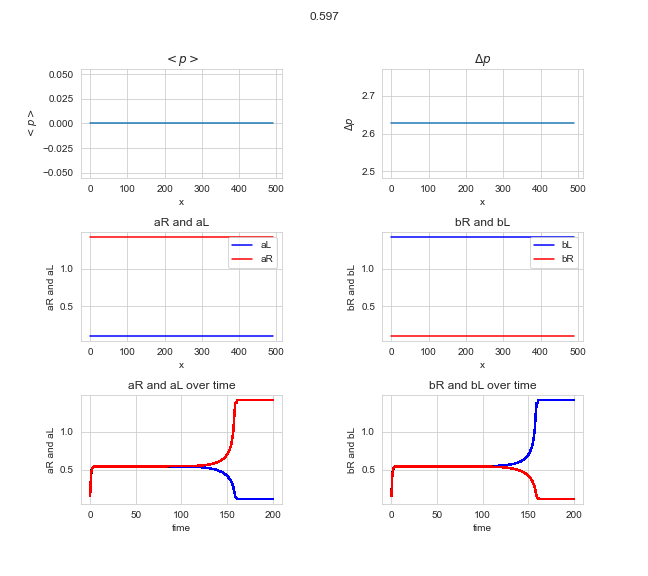 0.597
< p >
Δp
0.050
0.025
0.000
−0.025
−0.050
< p >
0 100 200 300 400 500
x
2.7
2.6
2.5
Δp
0 100 200 300 400 500
x
aR and aL
bR and bL
1.0
0.5
aR and aL
aL
aR
0 100 200 300 400 500
x
1.0
0.5
bR and bL
bL
bR
0 100 200 300 400 500
x
aR and aL over time
bR and bL over time
1.0
0.5
aR and aL
0 50 100 150 200
time
1.0
0.5
bR and bL
0 50 100 150 200
time